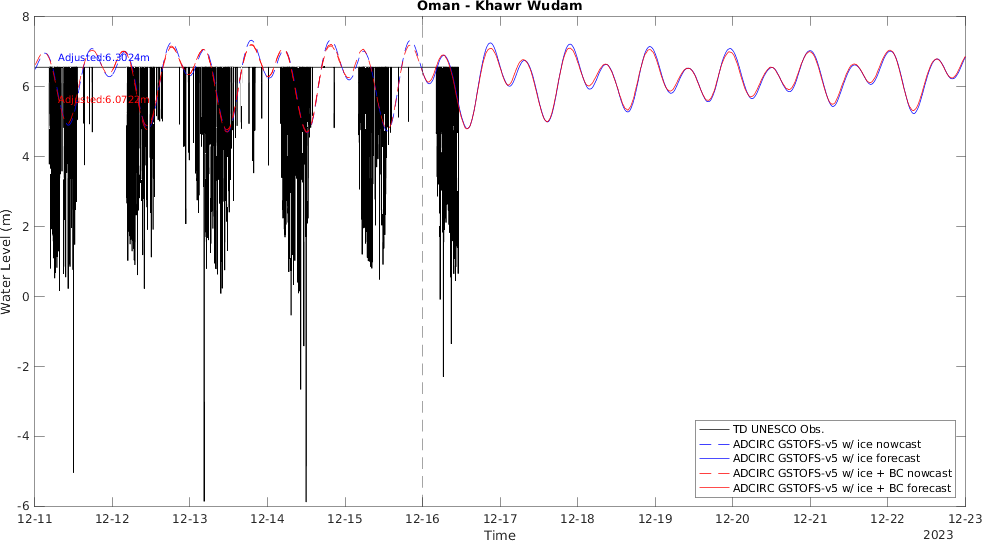 Oman - Khawr Wudam
8
6
4
2
0
-2
-4
-6
Water Level (m)
Adjusted:6.3024m
Adjusted:6.0722m
TD UNESCO Obs.
ADCIRC GSTOFS-v5 w/ ice nowcast
ADCIRC GSTOFS-v5 w/ ice forecast
ADCIRC GSTOFS-v5 w/ ice + BC nowcast
ADCIRC GSTOFS-v5 w/ ice + BC forecast
12-11 12-12 12-13 12-14 12-15 12-16 12-17 12-18 12-19 12-20 12-21 12-22 12-23
Time
2023